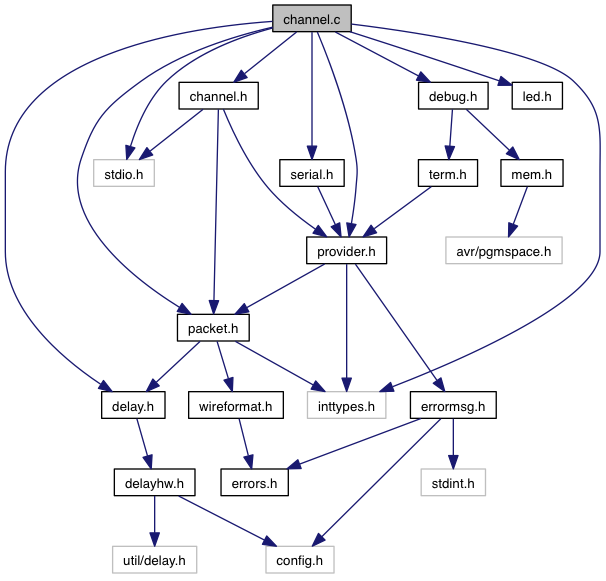 channel.c
channel.h
debug.h
led.h
stdio.h
serial.h
term.h
mem.h
provider.h
avr/pgmspace.h
packet.h
delay.h
wireformat.h
inttypes.h
errormsg.h
delayhw.h
errors.h
stdint.h
util/delay.h
config.h